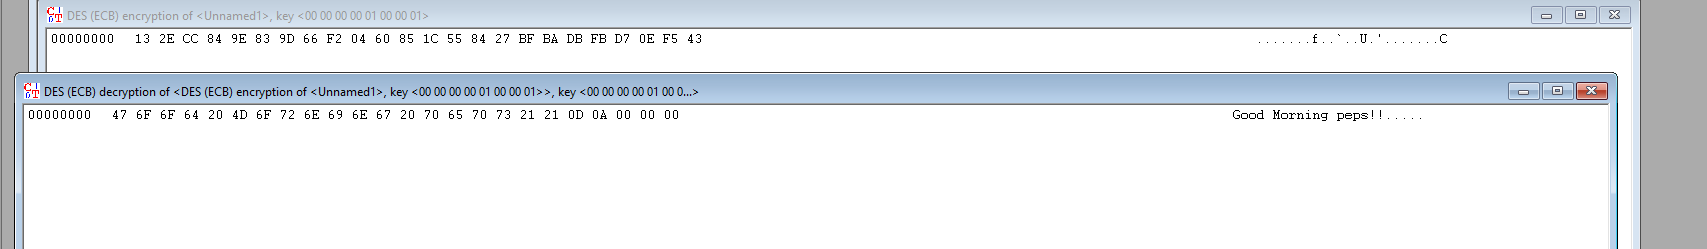 DES (ECB) encryption of <Unnamed1>, key <00 00 00 00 01 00 00 01>
00000000 13 2E CC 84 9E 83 9D 66 F2 04 60 85 1C 55 84 27 BF BA DB FB D7 0E F5 43 .......f..`..U.'.......C
DES (ECB) decryption of <DES (ECB) encryption of <Unnamed1>, key <00 00 00 00 01 00 00 01>>, key <00 00 00 00 01 00 0...>
00000000 47 6F 6F 64 20 4D 6F 72 6E 69 6E 67 20 70 65 70 73 21 21 0D 0A 00 00 00 Good Morning peps!!.....